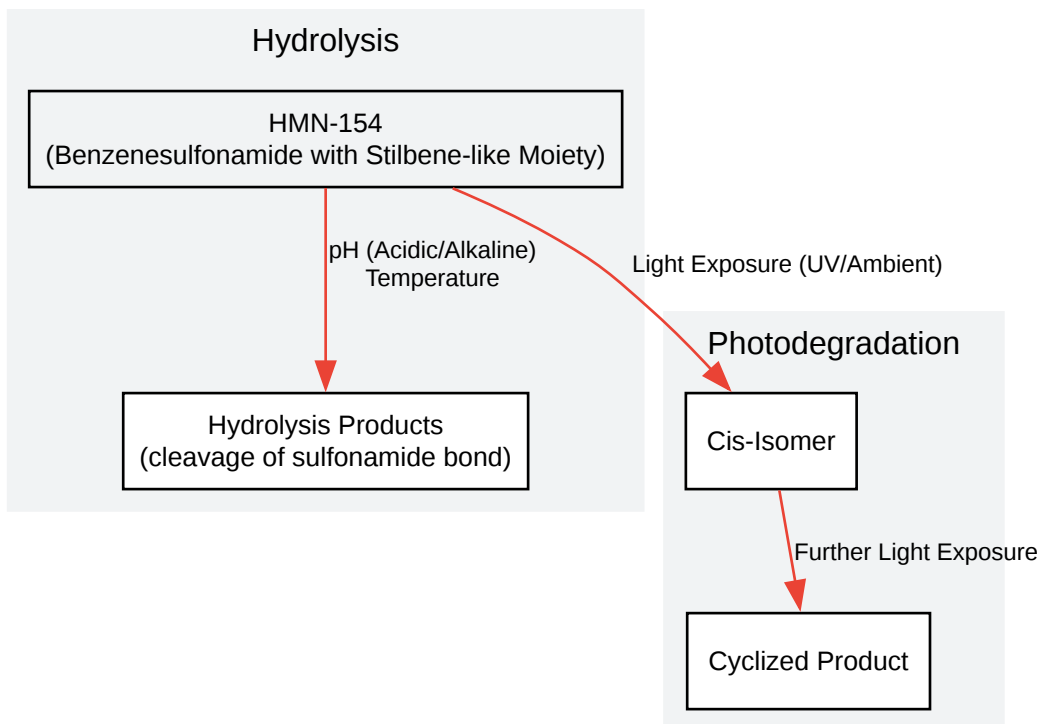 Hydrolysis
HMN-154
(Benzenesulfonamide with Stilbene-like Moiety)
pH (Acidic/Alkaline)
Temperature
Light Exposure (UV/Ambient)
Photodegradation
Hydrolysis Products
(cleavage of sulfonamide bond)
Cis-Isomer
Further Light Exposure
Cyclized Product